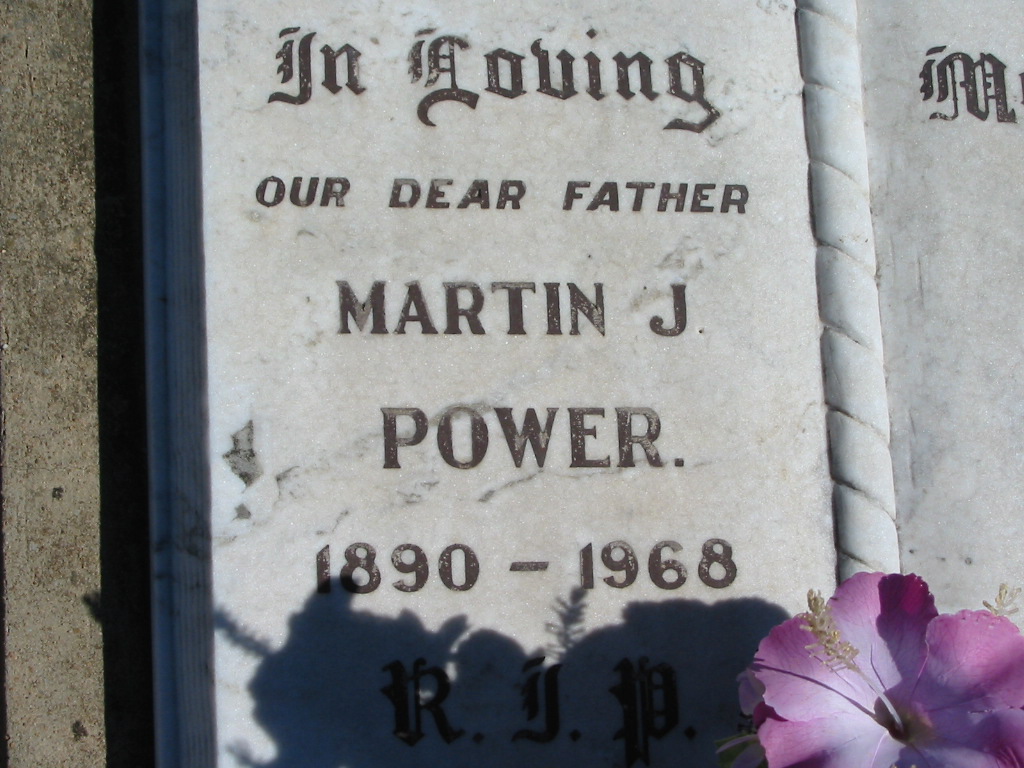 In Loving
OUR DEAR FATHER
MARTIN J
POWER.
1890 – 1968
R. I. P.